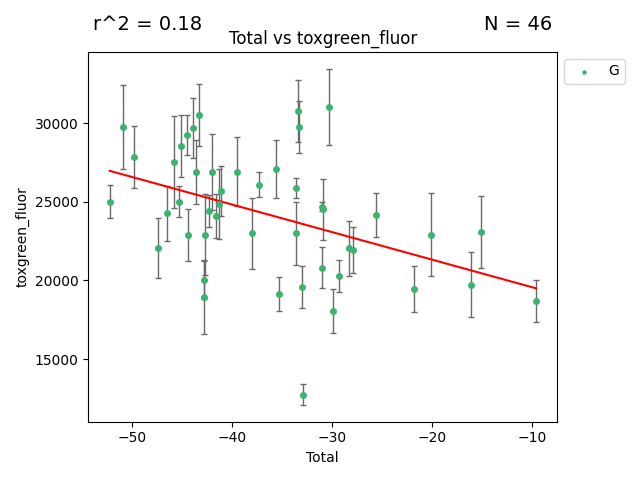 r^2 = 0.18
N = 46
Total vs toxgreen_fluor
G
toxgreen_fluor
30000
25000
20000
15000
−50
−40
−30
−20
−10
Total